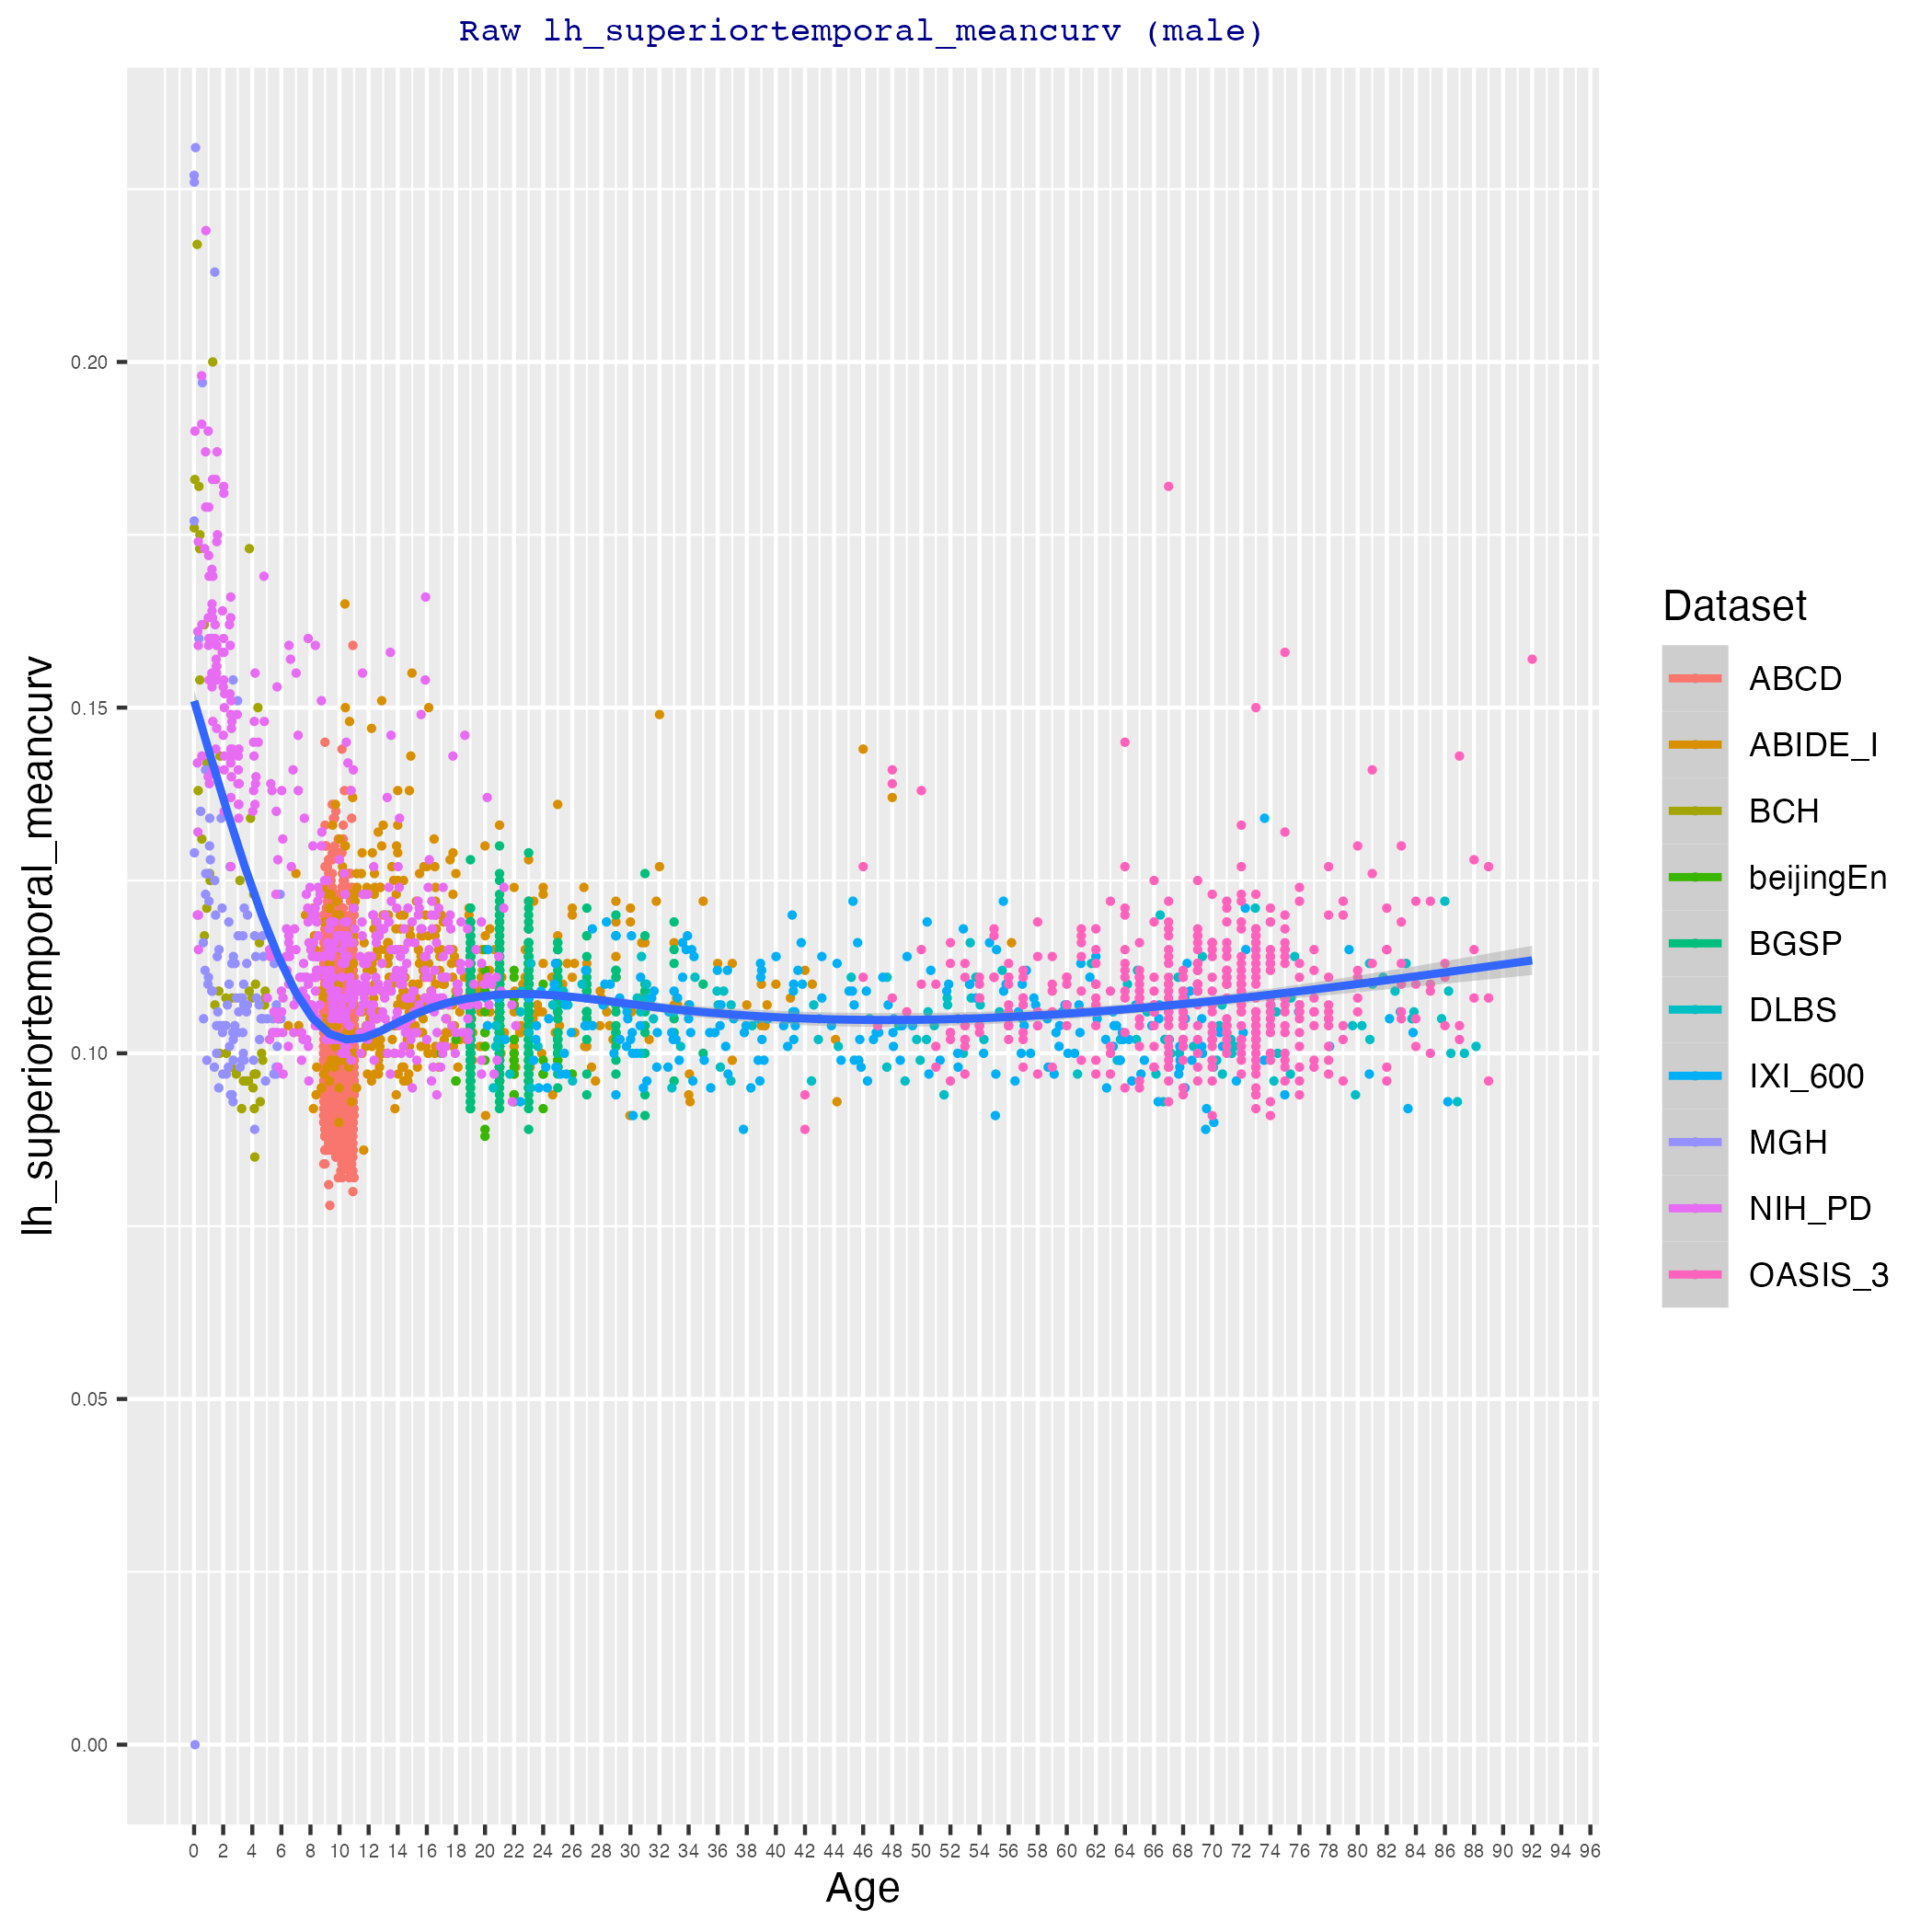 Raw lh_superiortemporal_meancurv (male)
lh_superiortemporal_meancurv
0.20
0.15
0.10
0.05
0.00
0 2 4 6 8 10 12 14 16 18 20 22 24 26 28 30 32 34 36 38 40 42 44 46 48 50 52 54 56 58 60 62 64 66 68 70 72 74 76 78 80 82 84 86 88 90 92 94 96
Age
Dataset
ABCD
ABIDE_I
BCH
beijingEn
BGSP
DLBS
IXI_600
MGH
NIH_PD
OASIS_3